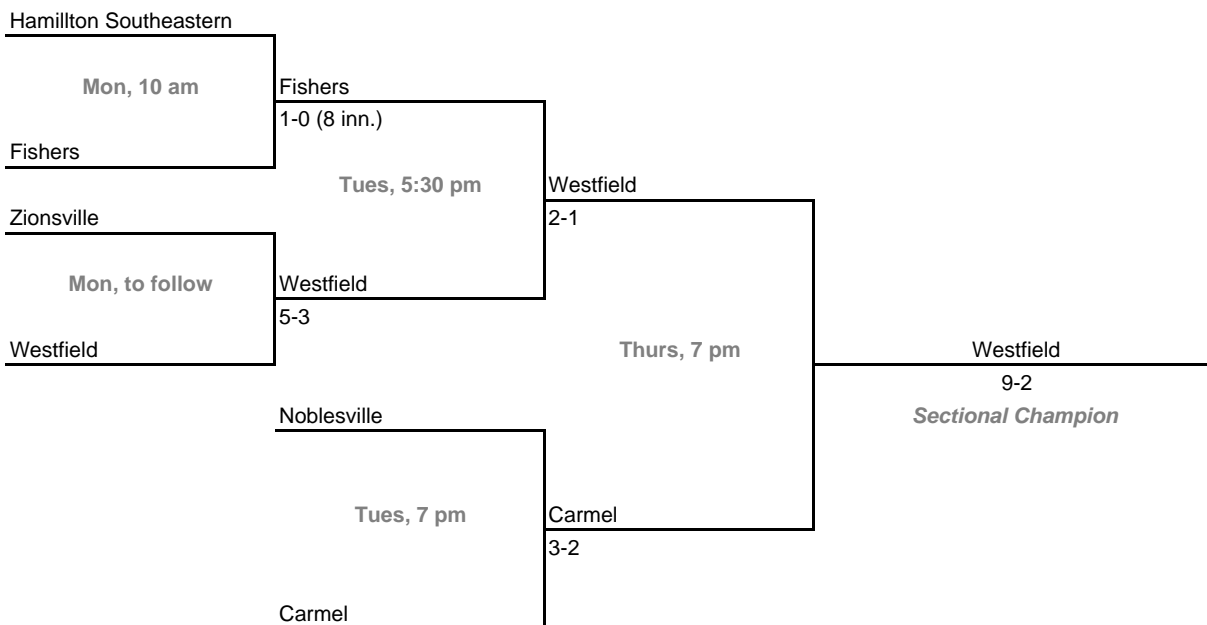 Hamillton Southeastern
Mon, 10 am
Fishers
1-0 (8 inn.)
Fishers
Tues, 5:30 pm
Westfield
2-1
Zionsville
Mon, to follow
Westfield
5-3
Westfield
Thurs, 7 pm
Westfield
9-2
Sectional Champion
Noblesville
Tues, 7 pm
Carmel
3-2
Carmel